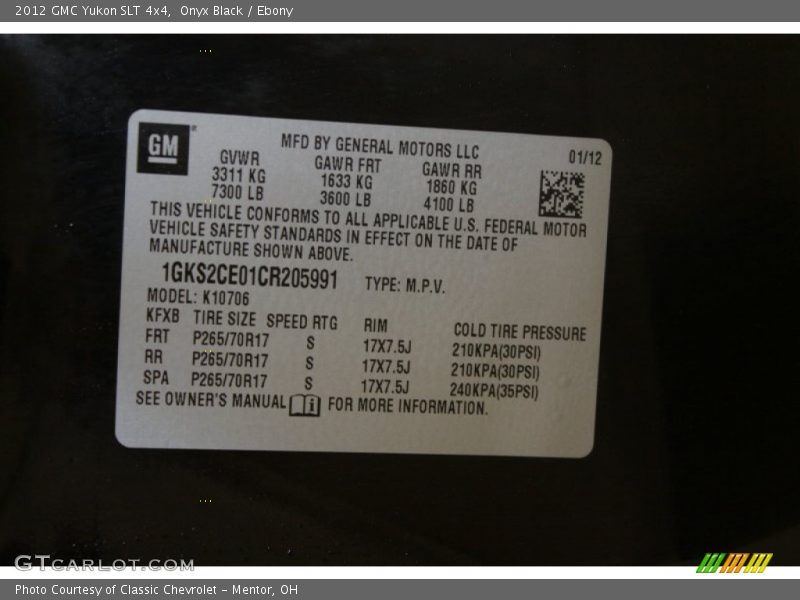 2012 GMC Yukon SLT 4x4, Onyx Black / Ebony
GM
MFD BY GENERAL MOTORS LLC
01/12
GVWR GAWR FRT GAWR RR
3311 KG 1633 KG 1860 KG
7300 LB 3600 LB 4100 LB
THIS VEHICLE CONFORMS TO ALL APPLICABLE U.S. FEDERAL MOTOR
VEHICLE SAFETY STANDARDS IN EFFECT ON THE DATE OF
MANUFACTURE SHOWN ABOVE.
1GKS2CE01CR205991 TYPE: M.P.V.
MODEL: K10706
KFXB TIRE SIZE SPEED RTG RIM COLD TIRE PRESSURE
FRT P265/70R17 S 17X7.5J 210KPA(30PSI)
RR P265/70R17 S 17X7.5J 210KPA(30PSI)
SPA P265/70R17 S 17X7.5J 240KPA(35PSI)
SEE OWNER'S MANUAL i FOR MORE INFORMATION.
GTCARLOT.COM
Photo Courtesy of Classic Chevrolet - Mentor, OH